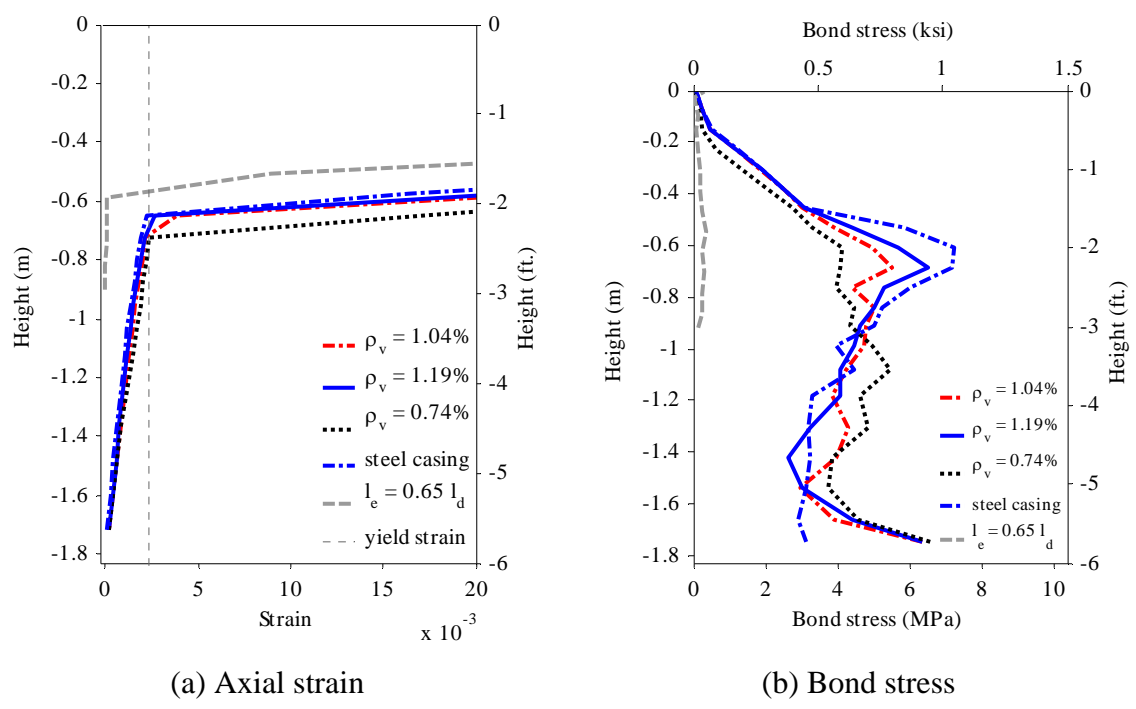 0
-0.2
-0.4
-0.6
-0.8
-1
-1.2
-1.4
-1.6
-1.8
Height (m)
0
-1
-2
-3
-4
-5
-6
Height (ft.)
ρv = 1.04%
ρv = 1.19%
ρv = 0.74%
steel casing
le = 0.65 ld
yield strain
0 5 10 15 20
Strain
x 10-3
(a) Axial strain
Bond stress (ksi)
0 0.5 1 1.5
0
-0.2
-0.4
-0.6
-0.8
-1
-1.2
-1.4
-1.6
-1.8
Height (m)
0
-1
-2
-3
-4
-5
-6
Height (ft.)
ρv = 1.04%
ρv = 1.19%
ρv = 0.74%
steel casing
le = 0.65 ld
0 2 4 6 8 10
Bond stress (MPa)
(b) Bond stress